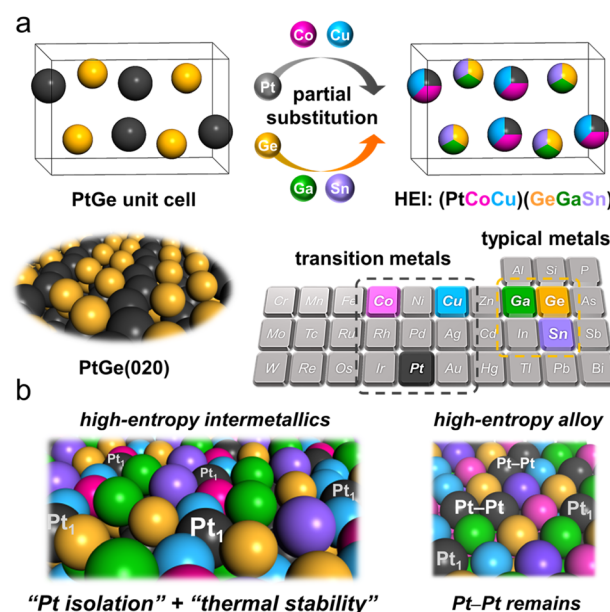 a
Co Cu
Pt
partial
substitution
Ge
Ga Sn
PtGe unit cell
HEI: (PtCoCu)(GeGaSn)
PtGe(020)
transition metals
typical metals
Al Si P
Cr Mn Fe Co Ni Cu Zn Ga Ge As
Mo Tc Ru Rh Pd Ag Cd In Sn Sb
W Re Os Ir Pt Au Hg Tl Pb Bi
b
high-entropy intermetallics
Pt1 Pt1 Pt1
Pt1 Pt1
"Pt isolation" + "thermal stability"
high-entropy alloy
Pt–Pt
Pt–Pt
Pt1
Pt1
Pt–Pt remains